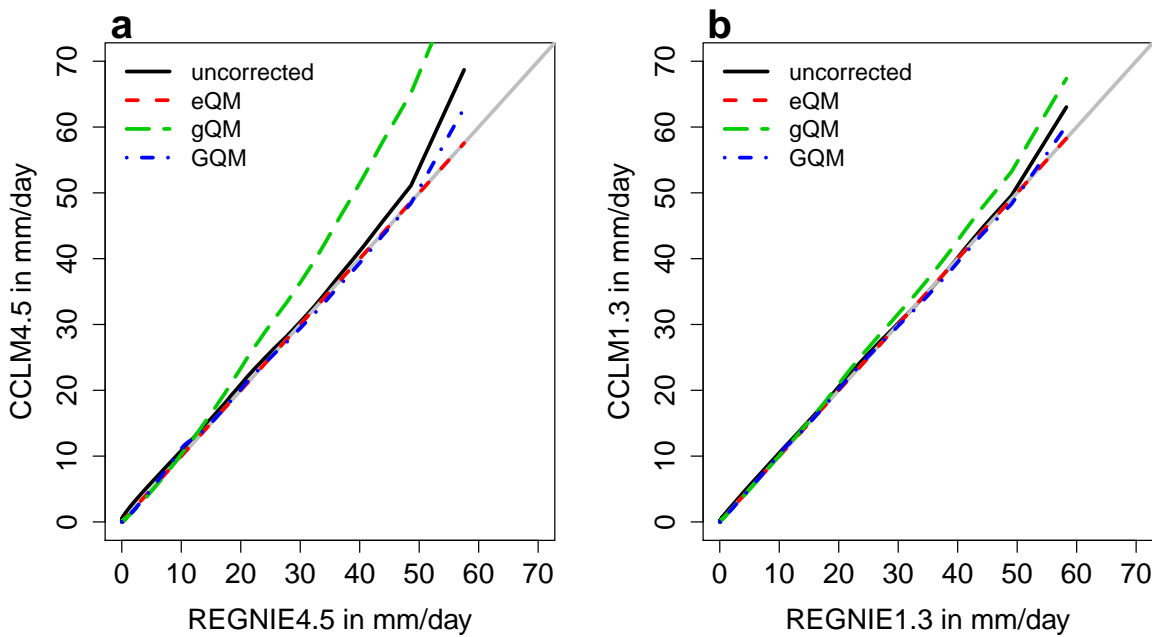 a
uncorrected
eQM
gQM
GQM
CCLM4.5 in mm/day
0 10 20 30 40 50 60 70
0 10 20 30 40 50 60 70
REGNIE4.5 in mm/day
b
uncorrected
eQM
gQM
GQM
CCLM1.3 in mm/day
0 10 20 30 40 50 60 70
0 10 20 30 40 50 60 70
REGNIE1.3 in mm/day